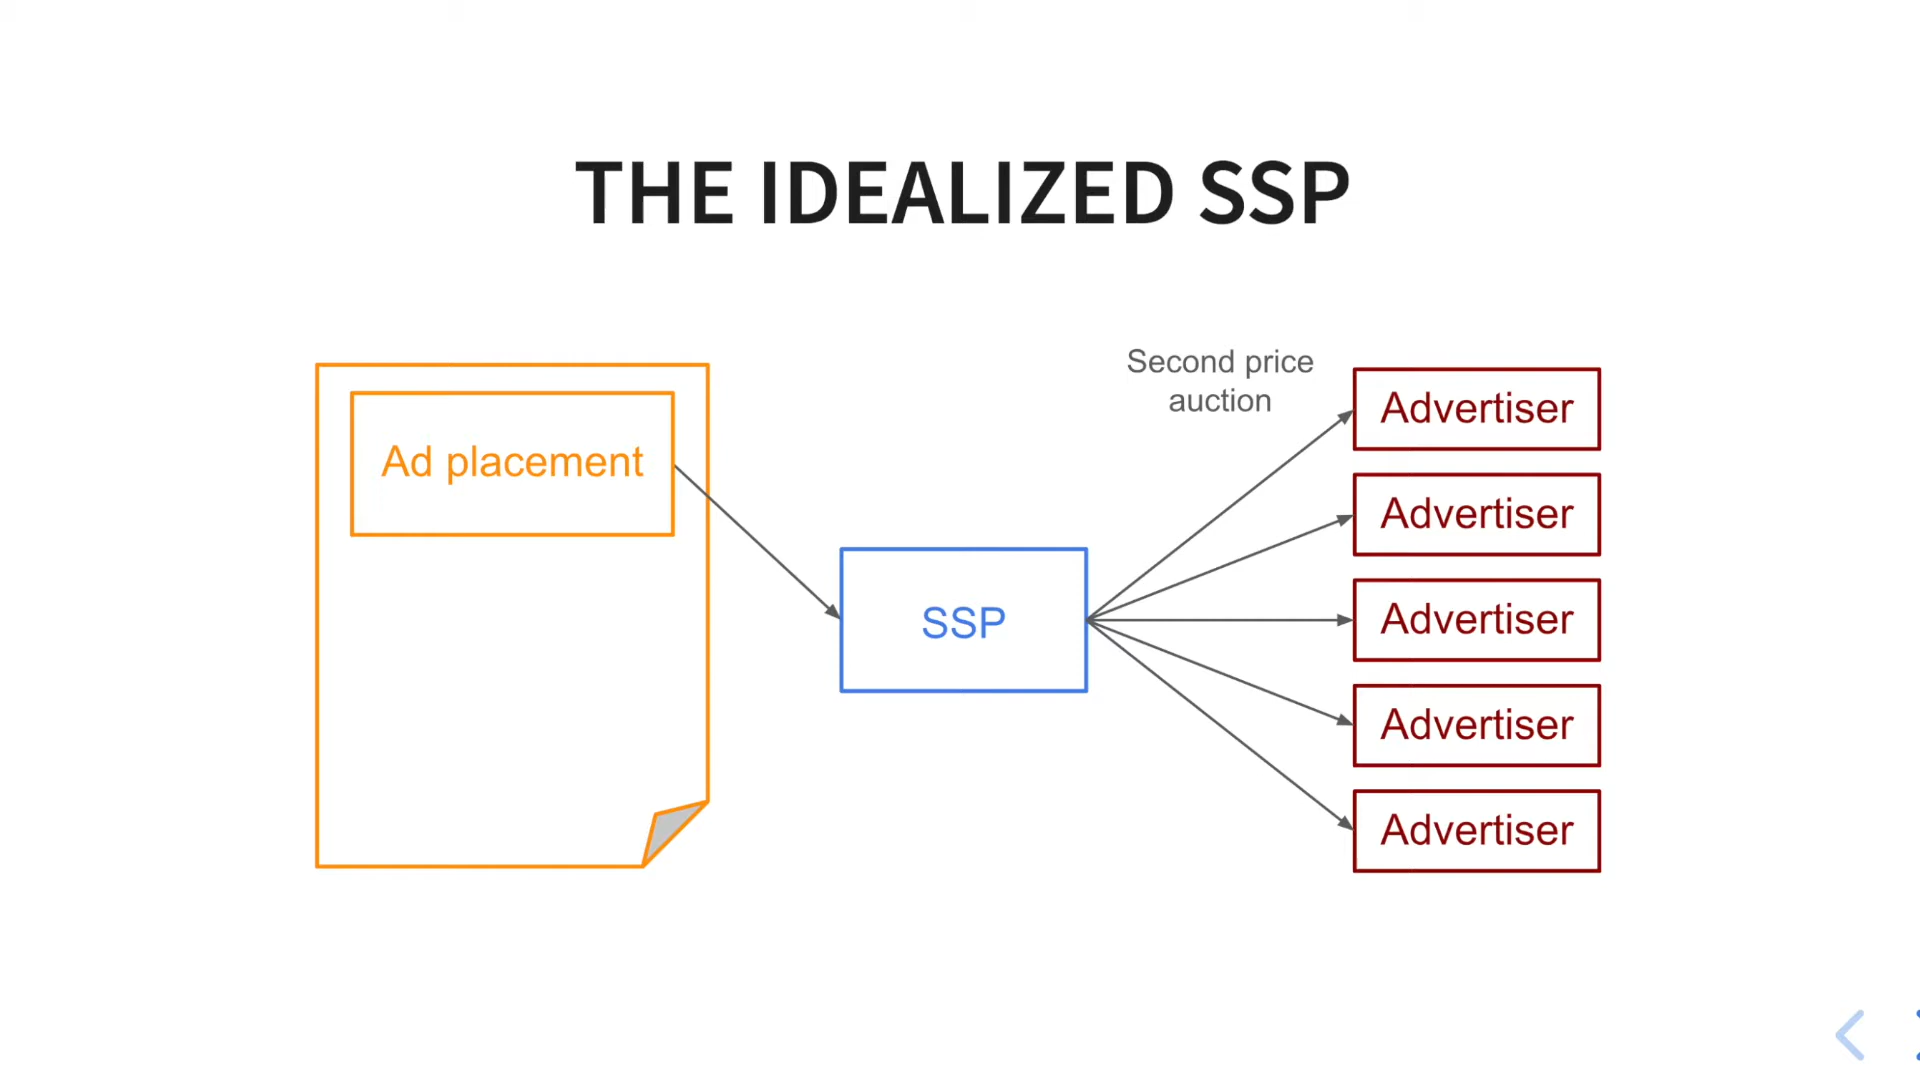 THE IDEALIZED SSP
Ad placement
SSP
Second price
auction
Advertiser
Advertiser
Advertiser
Advertiser
Advertiser